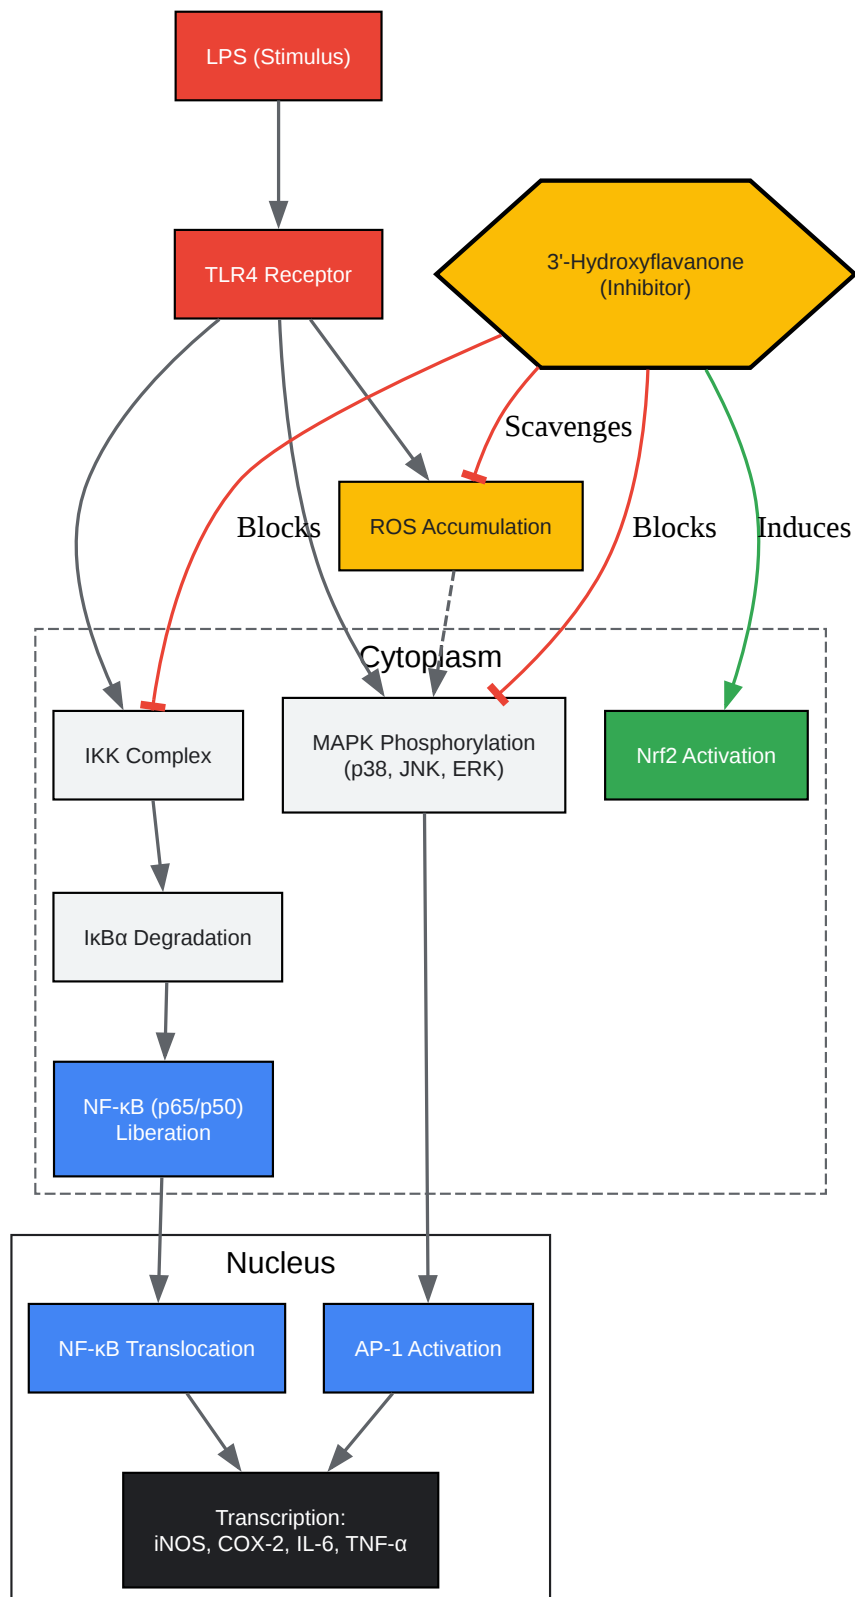 LPS (Stimulus)
TLR4 Receptor
3'-Hydroxyflavanone
(Inhibitor)
Scavenges
Blocks
ROS Accumulation
Blocks
Induces
Cytoplasm
IKK Complex
MAPK Phosphorylation
(p38, JNK, ERK)
Nrf2 Activation
IκBα Degradation
NF-κB (p65/p50)
Liberation
Nucleus
NF-κB Translocation
AP-1 Activation
Transcription:
iNOS, COX-2, IL-6, TNF-α